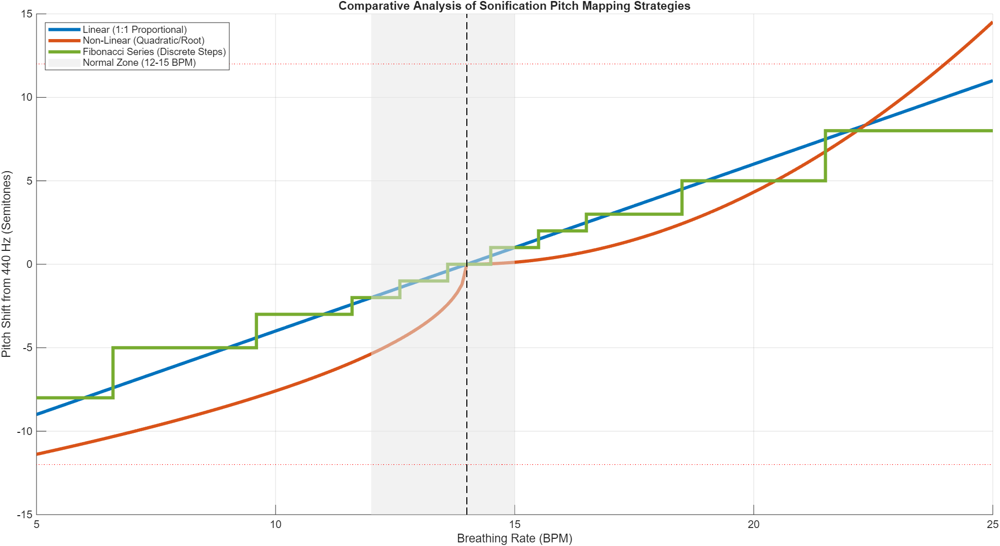 Comparative Analysis of Sonification Pitch Mapping Strategies
Linear (1:1 Proportional)
Non-Linear (Quadratic/Root)
Fibonacci Series (Discrete Steps)
Normal Zone (12-15 BPM)
Pitch Shift from 440 Hz (Semitones)
15
10
5
0
-5
-10
-15
5
10
15
20
25
Breathing Rate (BPM)